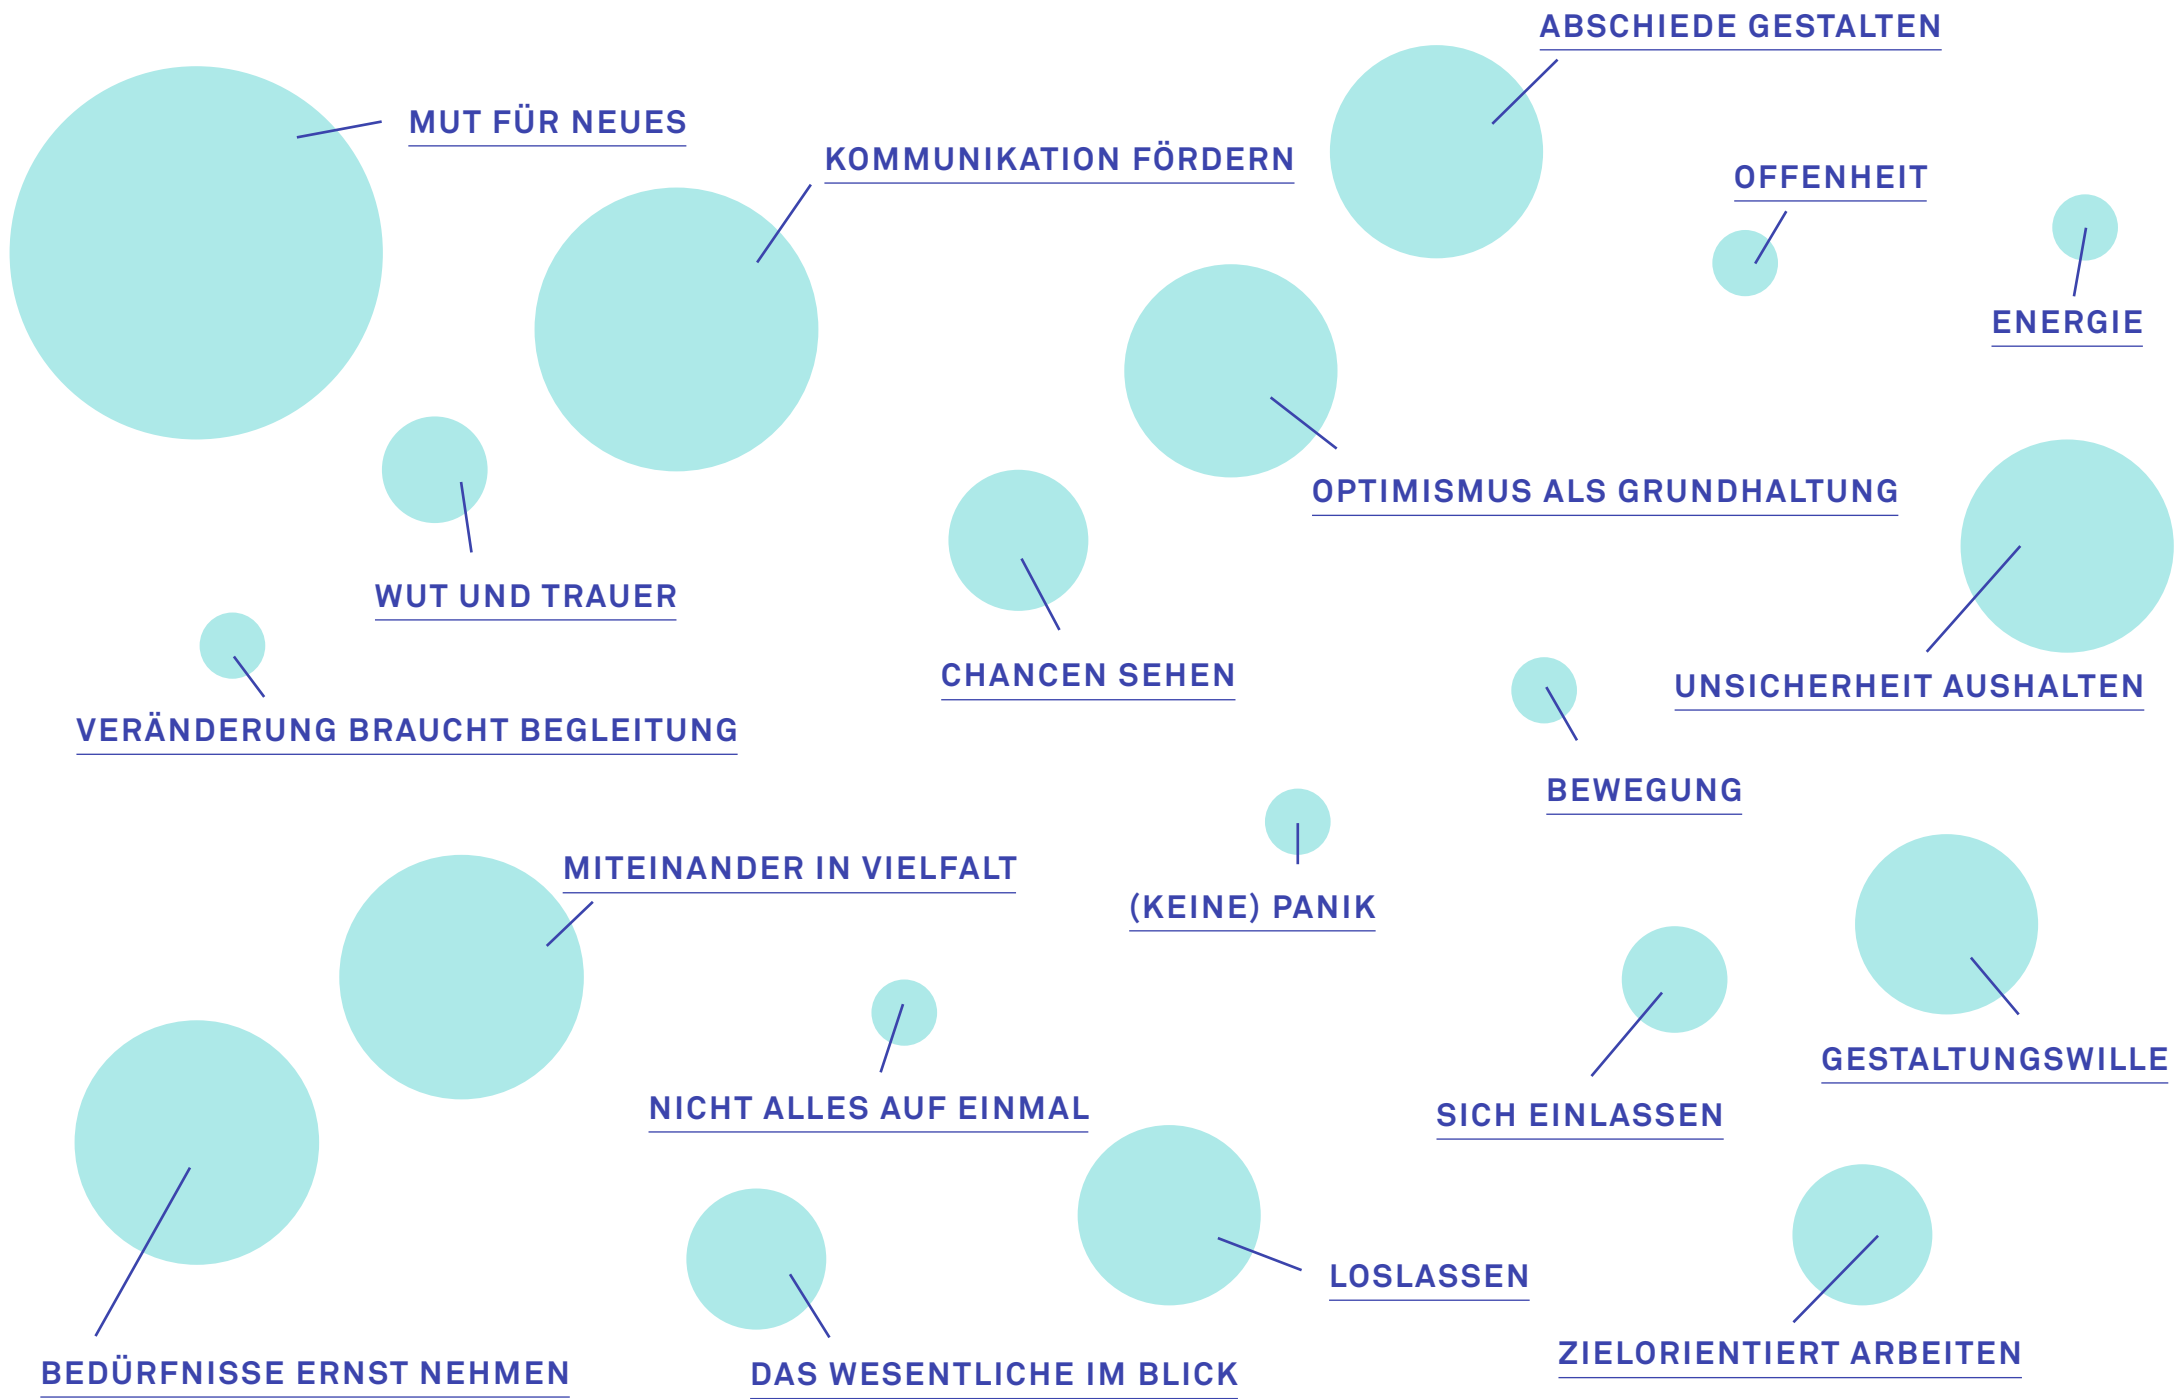 ABSCHIEDE GESTALTEN
MUT FÜR NEUES
KOMMUNIKATION FÖRDERN
OFFENHEIT
ENERGIE
OPTIMISMUS ALS GRUNDHALTUNG
WUT UND TRAUER
CHANCEN SEHEN
UNSICHERHEIT AUSHALTEN
VERÄNDERUNG BRAUCHT BEGLEITUNG
BEWEGUNG
MITEINANDER IN VIELFALT
(KEINE) PANIK
GESTALTUNGSWILLE
NICHT ALLES AUF EINMAL
SICH EINLASSEN
LOSLASSEN
ZIELORIENTIERT ARBEITEN
BEDÜRFNISSE ERNST NEHMEN
DAS WESENTLICHE IM BLICK